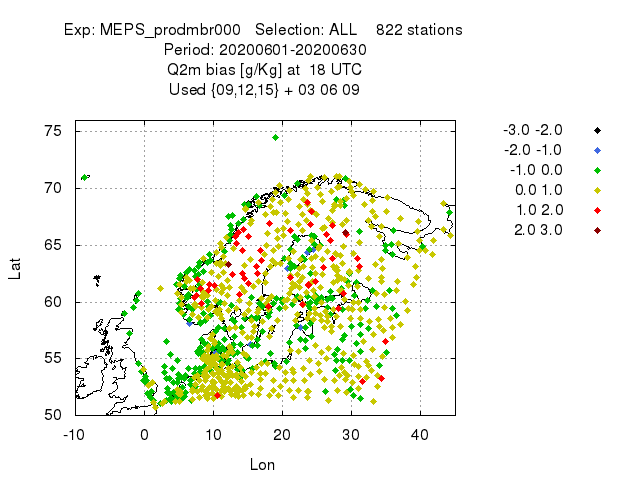 Exp: MEPS_prodmbr000   Selection: ALL    822 stations
Period: 20200601-20200630
Q2m bias [g/Kg] at  18 UTC
Used {09,12,15} + 03 06 09
-3.0 -2.0
-2.0 -1.0
-1.0 0.0
0.0 1.0
1.0 2.0
2.0 3.0
75
70
65
60
55
50
Lat
-10 0 10 20 30 40
Lon